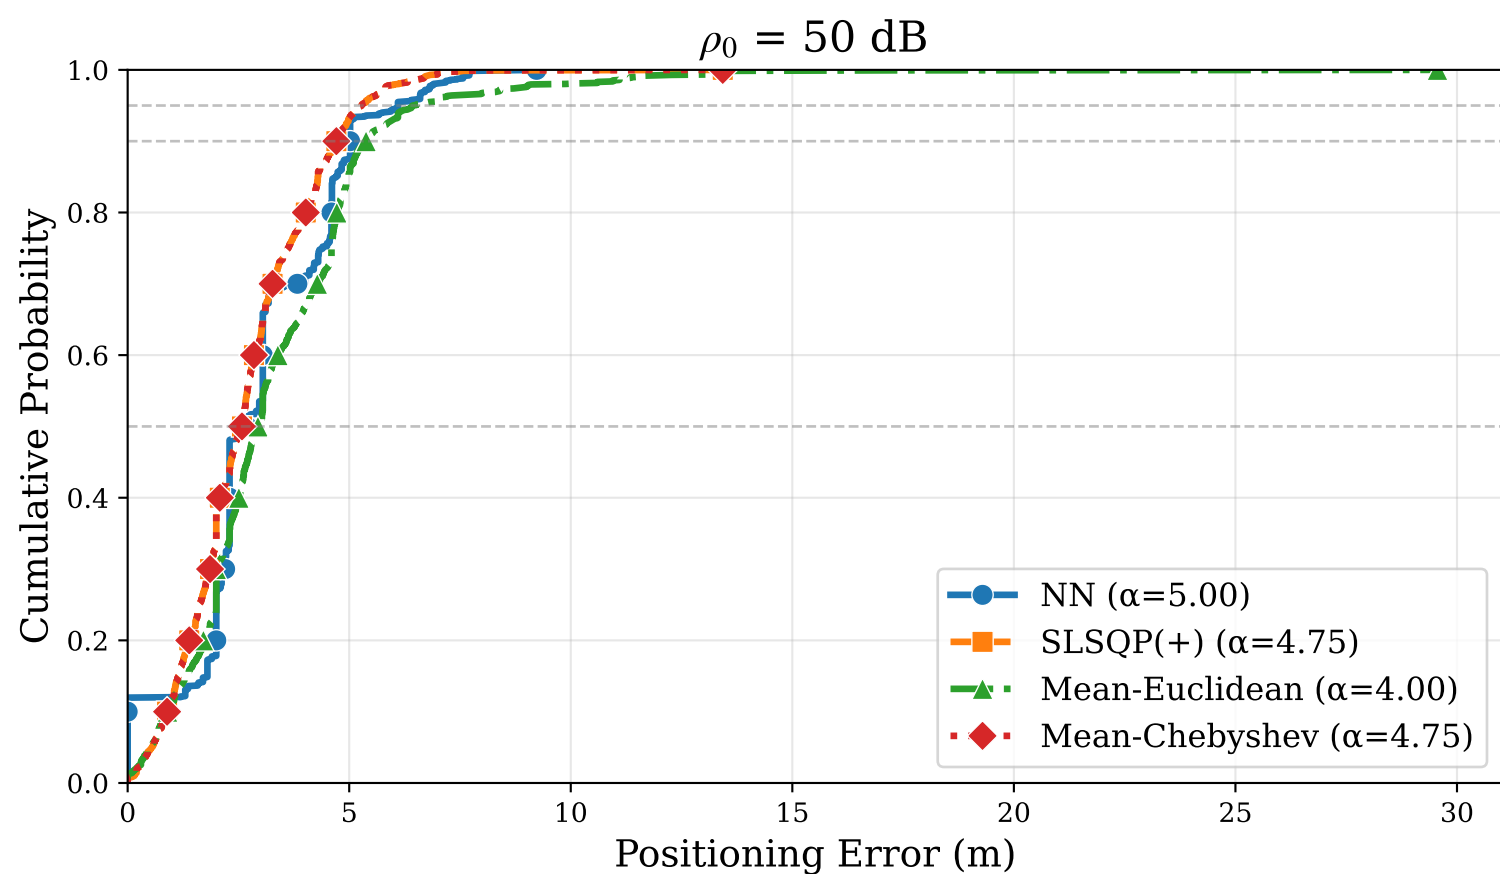 ρ₀ = 50 dB
Cumulative Probability
1.0
0.8
0.6
0.4
0.2
0.0
0 5 10 15 20 25 30
Positioning Error (m)
NN (α=5.00)
SLSQP(+) (α=4.75)
Mean-Euclidean (α=4.00)
Mean-Chebyshev (α=4.75)